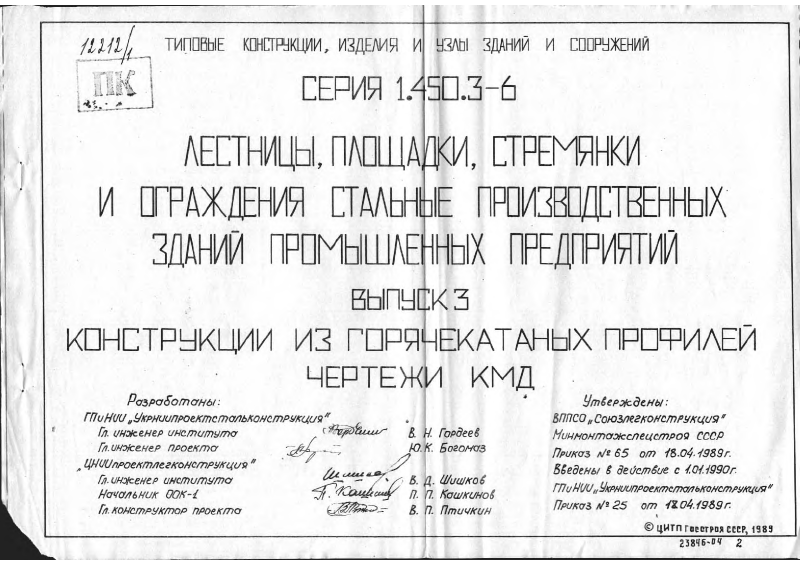 12212/1
ТИПОВЫЕ КОНСТРУКЦИИ, ИЗДЕЛИЯ И УЗЛЫ ЗДАНИЙ И СООРУЖЕНИЙ
ПК
СЕРИЯ 1.450.3-6
ЛЕСТНИЦЫ, ПЛОЩАДКИ, СТРЕМЯНКИ
И ОГРАЖДЕНИЯ СТАЛЬНЫЕ ПРОИЗВОДСТВЕННЫХ
ЗДАНИЙ ПРОМЫШЛЕННЫХ ПРЕДПРИЯТИЙ
ВЫПУСК 3
КОНСТРУКЦИИ ИЗ ГОРЯЧЕКАТАНЫХ ПРОФИЛЕЙ
ЧЕРТЕЖИ КМД
Разработаны:
ГПиНИИ „Укрниипроектстальконструкция"
Гл. инженер института В. Н. Гордеев
Гл. инженер проекта Ю.К. Богомаз
„ЦНИИпроектлегконструкция"
Гл. инженер института В. Д. Шишков
Начальник ООК-1 П. П. Кашкинов
Гл. конструктор проекта В. П. Птичкин
Утверждены:
ВППСО „Союзлегконструкция"
Минмонтажспецстроя СССР
Приказ № 65 от 18.04.1989г.
Введены в действие с 1.01.1990г.
ГПиНИИ „Укрниипроектстальконструкция"
Приказ № 25 от 18.04.1989г.
© ЦИТП Госстроя СССР, 1989
23846-04 2